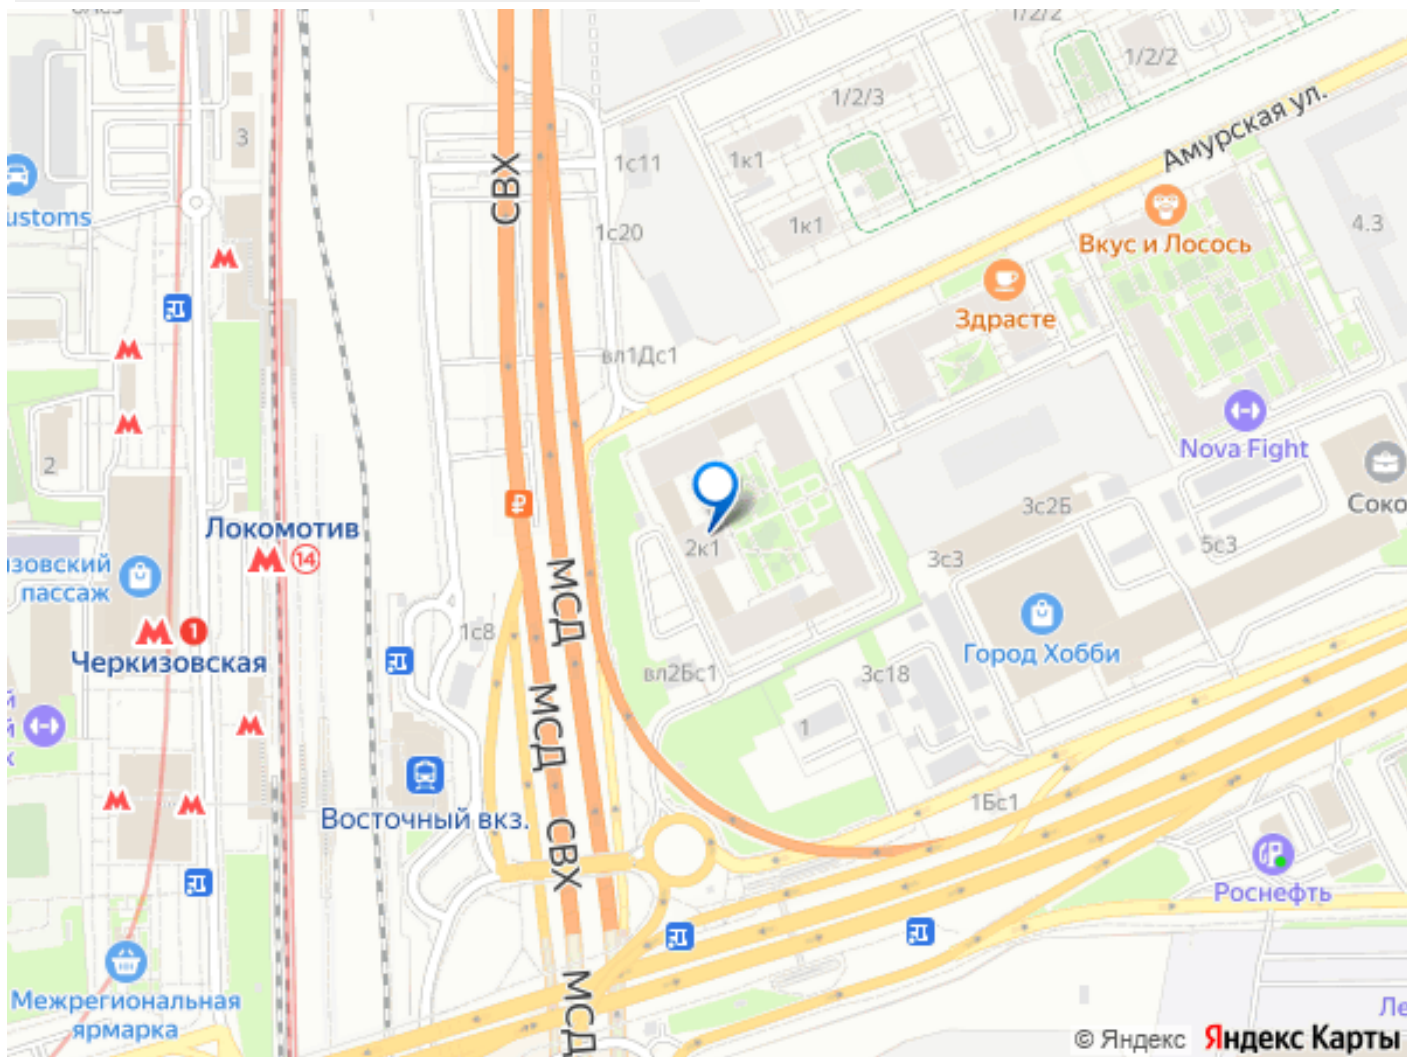 1/2/2
1/2/2
1/2/3
3
СВХ
1с11
1к1
Амурская ул.
ustoms
1с20
1к1
Вкус и Лосось
4.3
Здрасте
вл1Дс1
2
Nova Fight
Локомотив
14
₽
Соко
3с2Б
2к1
3с3
5с3
изовский
пассаж
МСД
1
Черкизовская
1с8
Город Хобби
вл2Бс1
3с18
й
й
к
МСД
1
Восточный вкз.
1Бс1
СВХ
Роснефть
Межрегиональная
ярмарка
МСД
Ле
© Яндекс Яндекс Карты